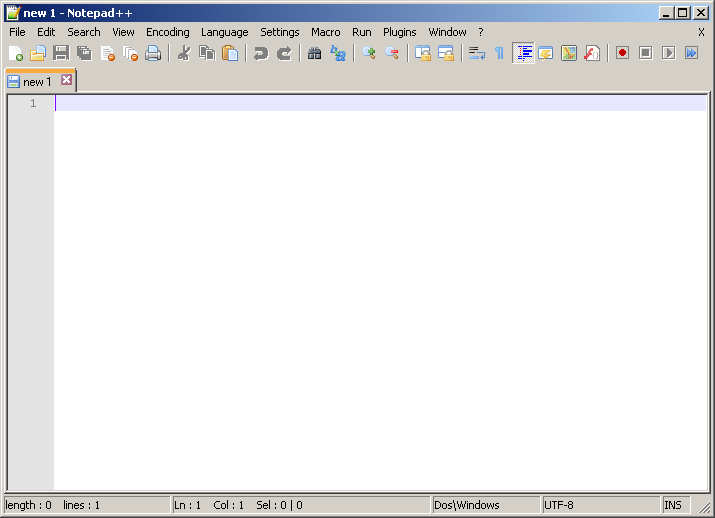 new 1 - Notepad++
File Edit Search View Encoding Language Settings Macro Run Plugins Window ? X
new 1
1
length : 0 lines : 1 Ln : 1 Col : 1 Sel : 0 | 0 Dos\Windows UTF-8 INS